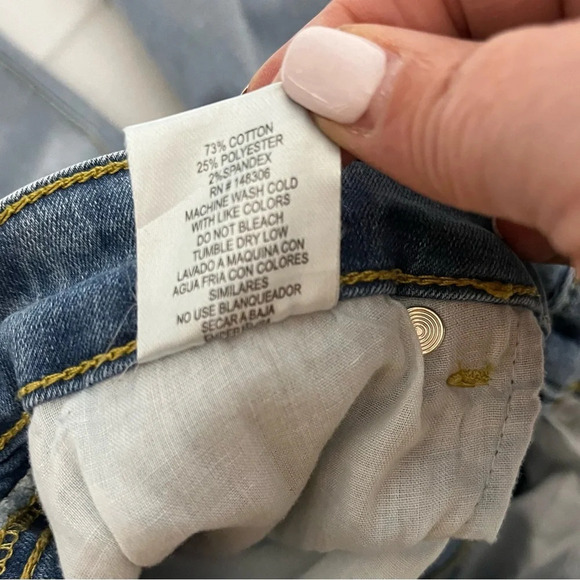 73% COTTON
25% POLYESTER
2% SPANDEX
RN # 148306
MACHINE WASH COLD
WITH LIKE COLORS
DO NOT BLEACH
TUMBLE DRY LOW
LAVADO A MAQUINA CON
AGUA FRIA CON COLORES
SIMILARES
NO USE BLANQUEADOR
SECAR A BAJA